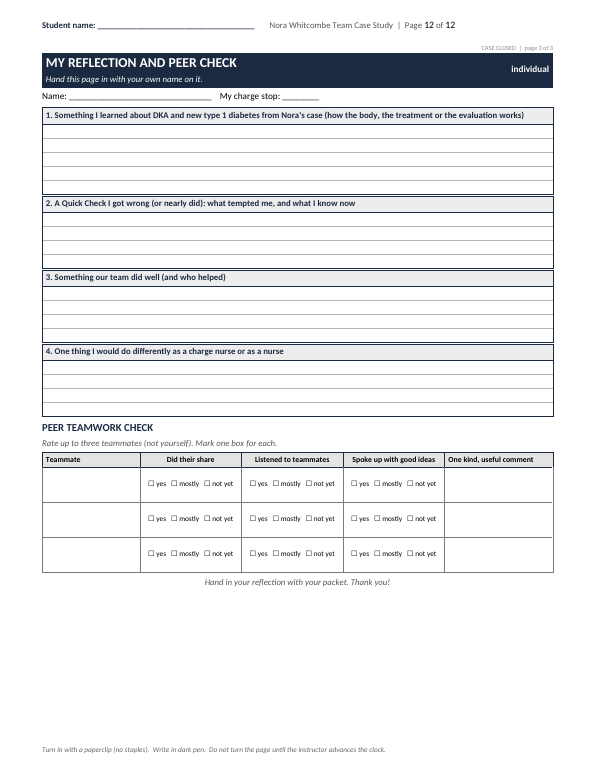 Student name: ___________________________________ Nora Whitcombe Team Case Study | Page 12 of 12
CASE CLOSED | page 3 of 3
MY REFLECTION AND PEER CHECK
individual
Hand this page in with your own name on it.
Name: _______________________________ My charge stop: ________
1. Something I learned about DKA and new type 1 diabetes from Nora's case (how the body, the treatment or the evaluation works)
2. A Quick Check I got wrong (or nearly did): what tempted me, and what I know now
3. Something our team did well (and who helped)
4. One thing I would do differently as a charge nurse or as a nurse
PEER TEAMWORK CHECK
Rate up to three teammates (not yourself). Mark one box for each.
Teammate Did their share Listened to teammates Spoke up with good ideas One kind, useful comment
☐ yes ☐ mostly ☐ not yet ☐ yes ☐ mostly ☐ not yet ☐ yes ☐ mostly ☐ not yet
☐ yes ☐ mostly ☐ not yet ☐ yes ☐ mostly ☐ not yet ☐ yes ☐ mostly ☐ not yet
☐ yes ☐ mostly ☐ not yet ☐ yes ☐ mostly ☐ not yet ☐ yes ☐ mostly ☐ not yet
Hand in your reflection with your packet. Thank you!
Turn in with a paperclip (no staples). Write in dark pen. Do not turn the page until the instructor advances the clock.